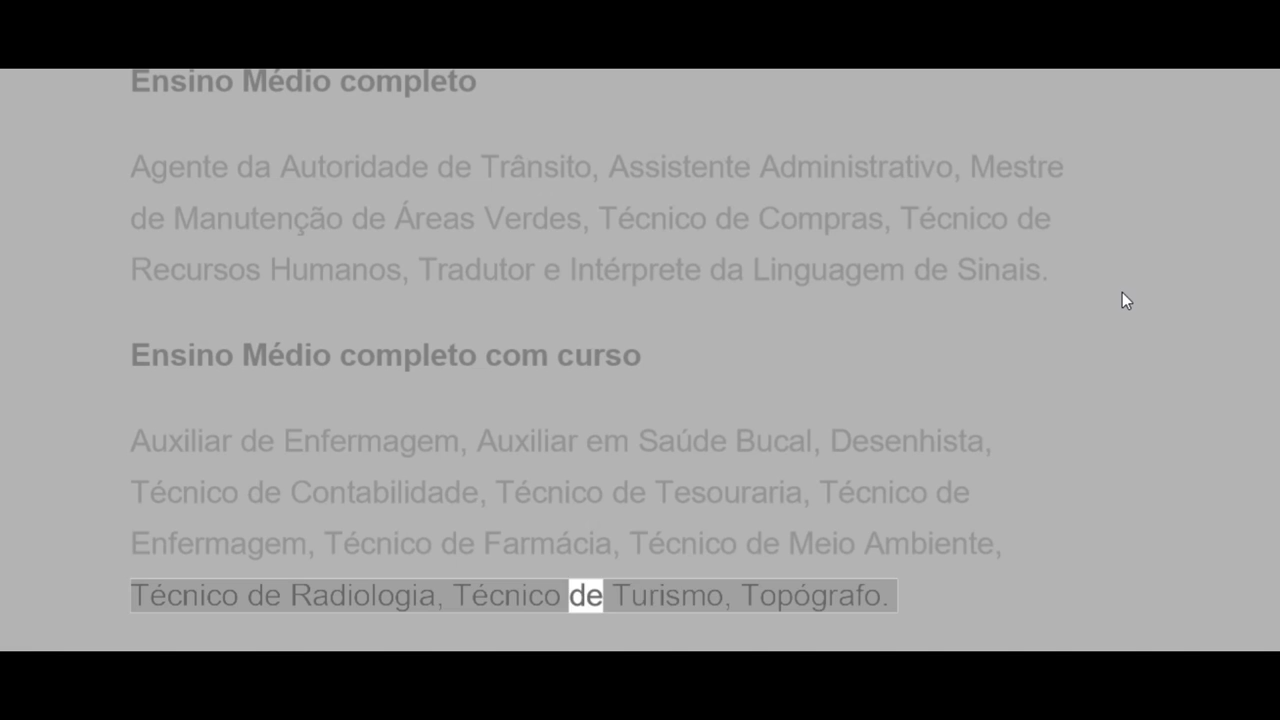 Ensino Médio completo
Agente da Autoridade de Trânsito, Assistente Administrativo, Mestre
de Manutenção de Áreas Verdes, Técnico de Compras, Técnico de
Recursos Humanos, Tradutor e Intérprete da Linguagem de Sinais.
Ensino Médio completo com curso
Auxiliar de Enfermagem, Auxiliar em Saúde Bucal, Desenhista,
Técnico de Contabilidade, Técnico de Tesouraria, Técnico de
Enfermagem, Técnico de Farmácia, Técnico de Meio Ambiente,
Técnico de Radiologia, Técnico de Turismo, Topógrafo.